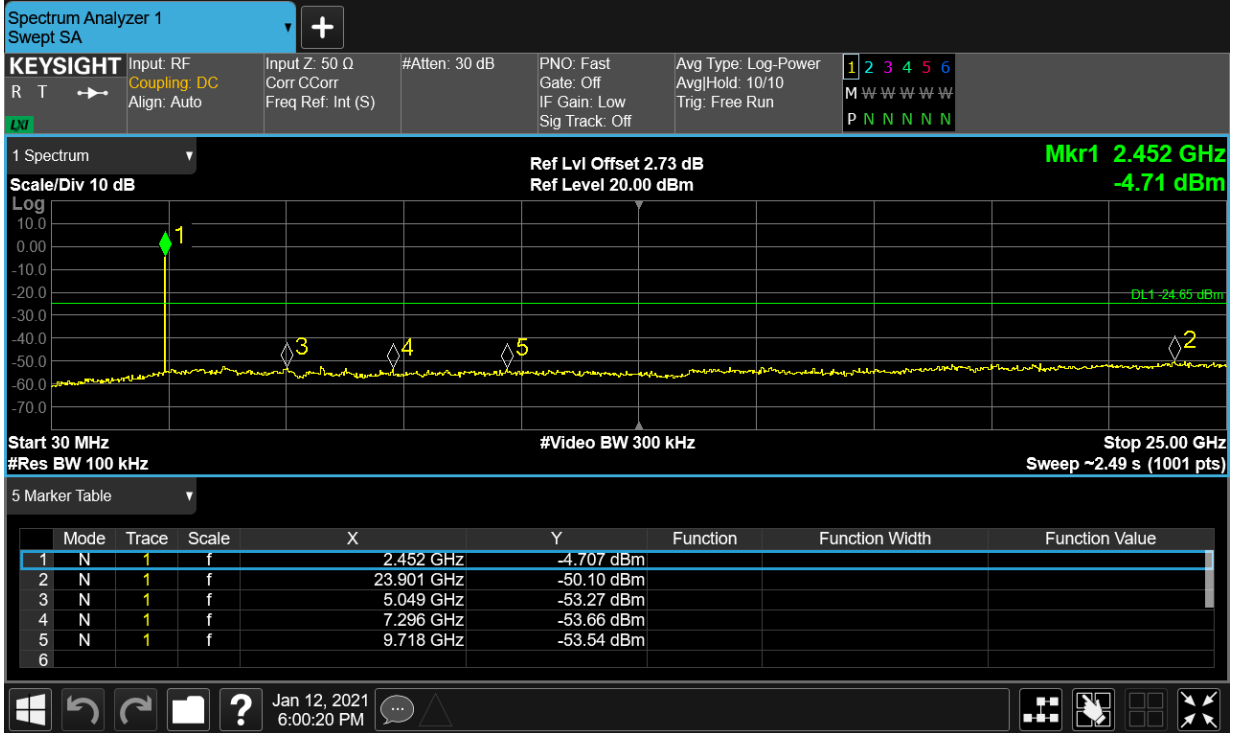 Spectrum Analyzer 1
Swept SA
KEYSIGHT
R T
LXI
Input: RF
Coupling: DC
Align: Auto
Input Z: 50 Ω
Corr CCorr
Freq Ref: Int (S)
#Atten: 30 dB
PNO: Fast
Gate: Off
IF Gain: Low
Sig Track: Off
Avg Type: Log-Power
Avg|Hold: 10/10
Trig: Free Run
1 2 3 4 5 6
M W W W W W
P N N N N N
1 Spectrum
Scale/Div 10 dB
Ref Lvl Offset 2.73 dB
Ref Level 20.00 dBm
Mkr1 2.452 GHz
-4.71 dBm
Log
10.0
0.00
-10.0
-20.0
-30.0
-40.0
-50.0
-60.0
-70.0
1
DL1 -24.65 dBm
3
4
5
2
Start 30 MHz
#Video BW 300 kHz
Stop 25.00 GHz
#Res BW 100 kHz
Sweep ~2.49 s (1001 pts)
5 Marker Table
Mode Trace Scale X Y Function Function Width Function Value
1 N 1 f 2.452 GHz -4.707 dBm
2 N 1 f 23.901 GHz -50.10 dBm
3 N 1 f 5.049 GHz -53.27 dBm
4 N 1 f 7.296 GHz -53.66 dBm
5 N 1 f 9.718 GHz -53.54 dBm
6
?
Jan 12, 2021
6:00:20 PM